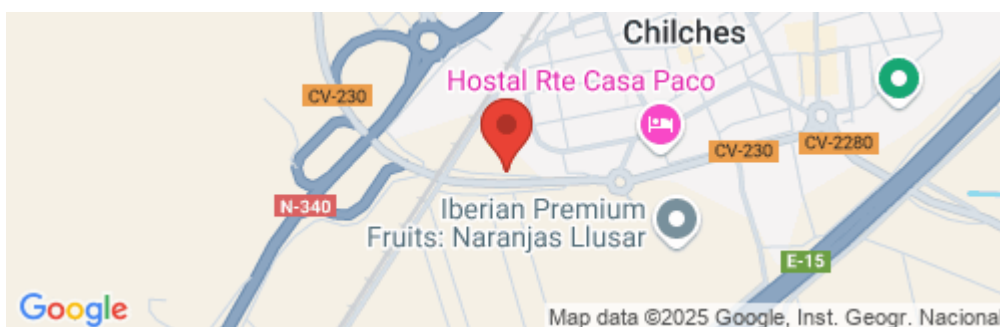 Chilches
Hostal Rte Casa Paco
CV-230
CV-2280
CV-230
N-340
Iberian Premium
Fruits: Naranjas Llusar
E-15
Google
Map data ©2025 Google, Inst. Geogr. Nacional